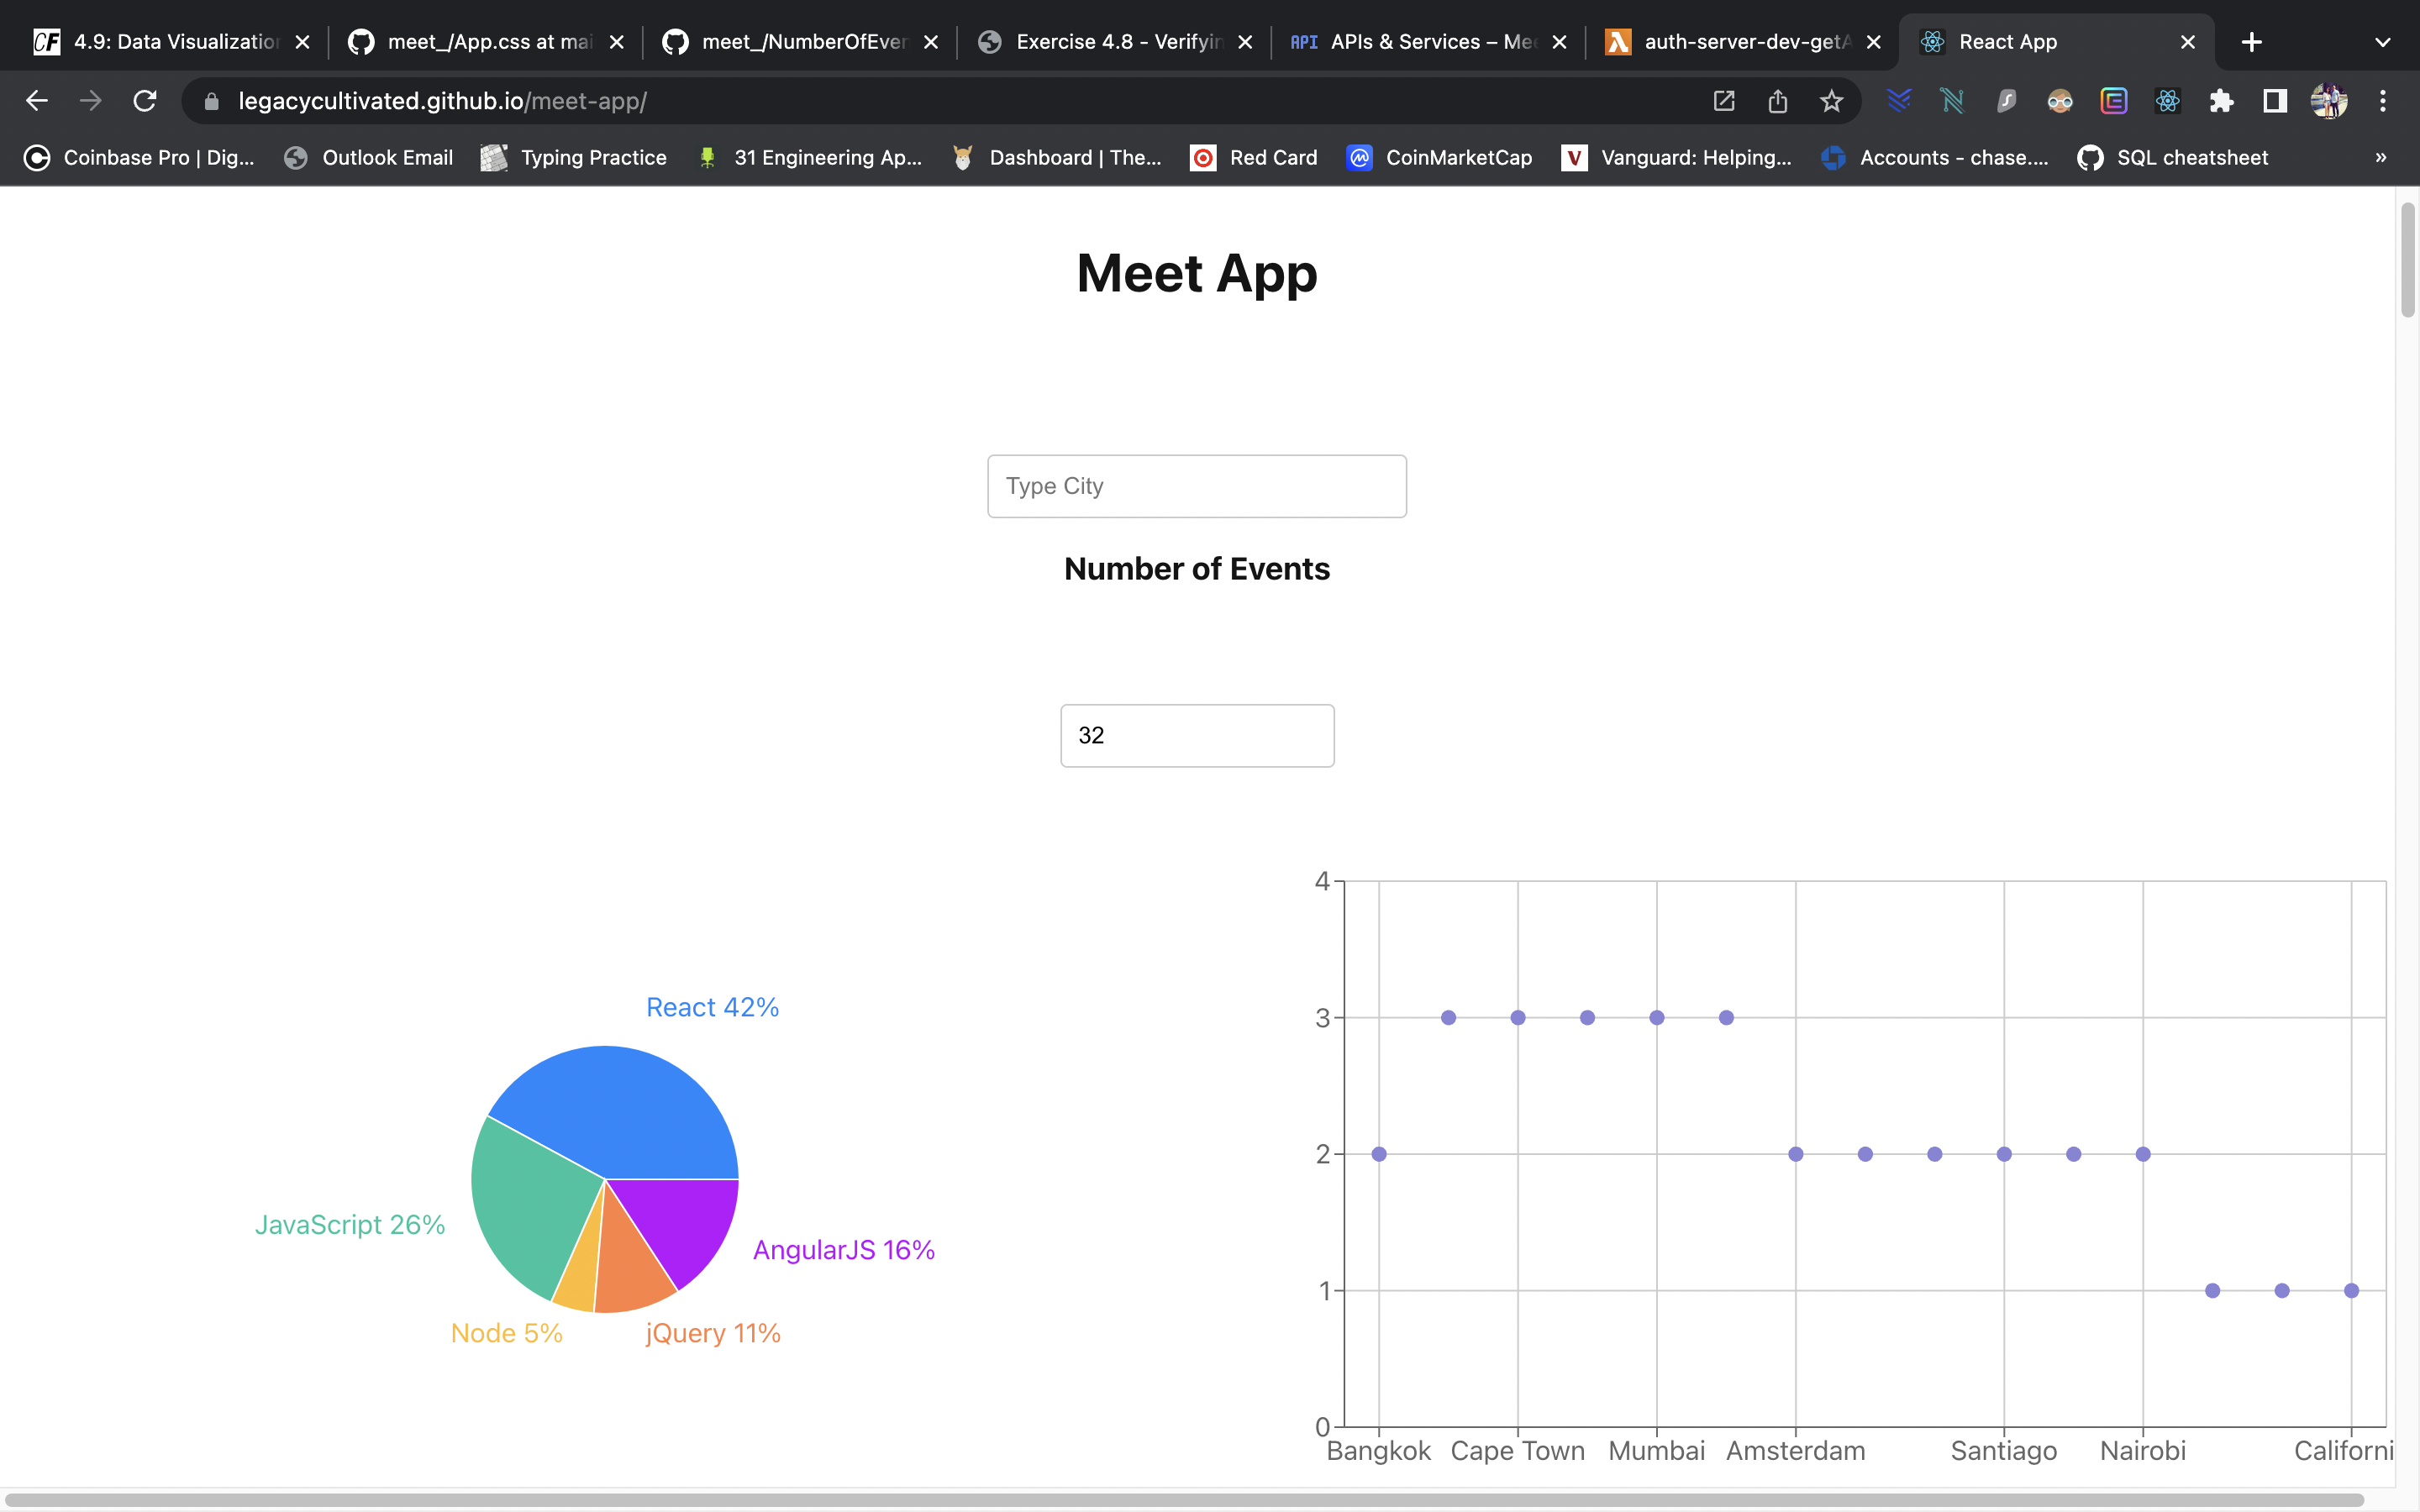 4.9: Data Visualization
meet_/App.css at mai
meet_/NumberOfEver
Exercise 4.8 - Verifyin
API APIs & Services – Mee
auth-server-dev-getA
React App
legacycultivated.github.io/meet-app/
Coinbase Pro | Dig...
Outlook Email
Typing Practice
31 Engineering Ap...
Dashboard | The...
Red Card
CoinMarketCap
Vanguard: Helping...
Accounts - chase....
SQL cheatsheet
»
Meet App
Type City
Number of Events
32
React 42%
JavaScript 26%
AngularJS 16%
Node 5%
jQuery 11%
4
3
2
1
0
Bangkok Cape Town Mumbai Amsterdam Santiago Nairobi Californi